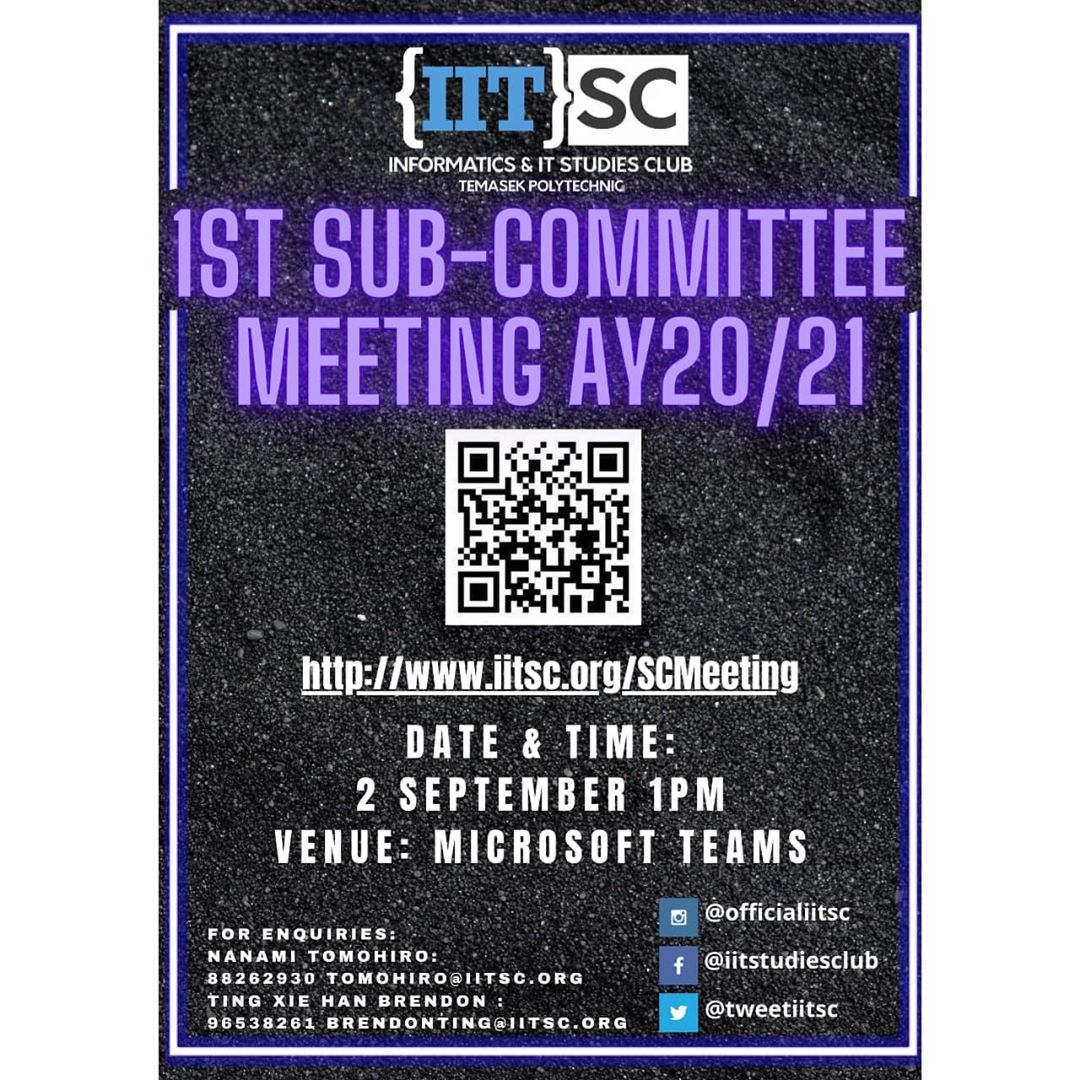 {IIT}SC
INFORMATICS & IT STUDIES CLUB
TEMASEK POLYTECHNIC
1ST SUB-COMMITTEE
MEETING AY20/21
http://www.iitsc.org/SCMeeting
DATE & TIME:
2 SEPTEMBER 1PM
VENUE: MICROSOFT TEAMS
FOR ENQUIRIES:
NANAMI TOMOHIRO:
88262930 TOMOHIRO@IITSC.ORG
TING XIE HAN BRENDON :
96538261 BRENDONTING@IITSC.ORG
@officialiitsc
@iitstudiesclub
@tweetiitsc